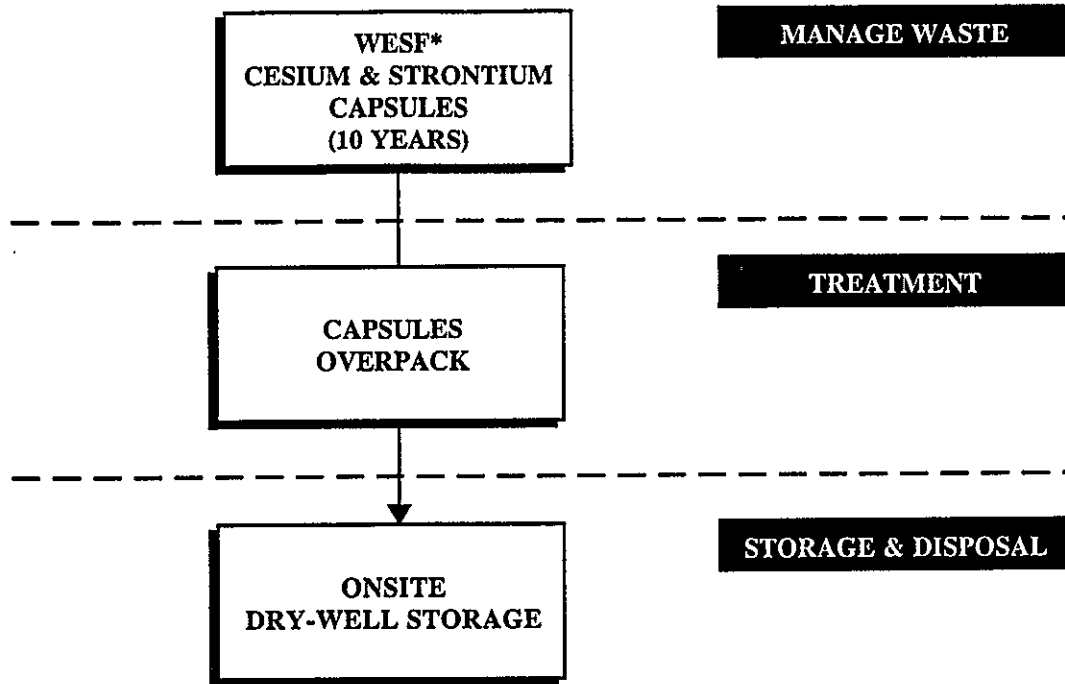 WESF*
CESIUM & STRONTIUM
CAPSULES
(10 YEARS)
MANAGE WASTE
CAPSULES
OVERPACK
TREATMENT
ONSITE
DRY-WELL STORAGE
STORAGE & DISPOSAL